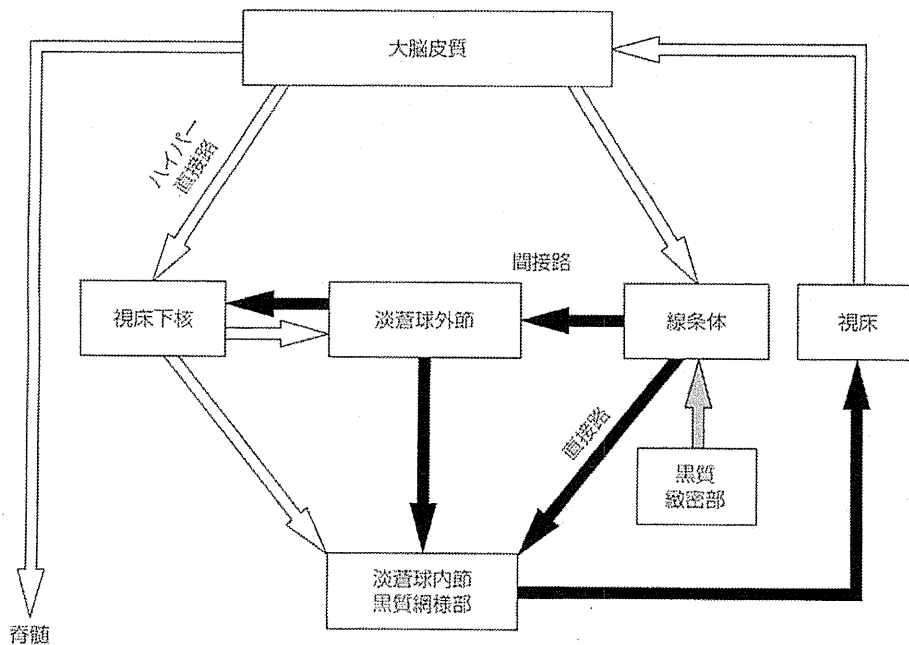 大脳皮質
ハイパー
直接路
間接路
視床下核
淡蒼球外節
線条体
視床
直接路
黒質
緻密部
淡蒼球内節
黒質網様部
脊髄